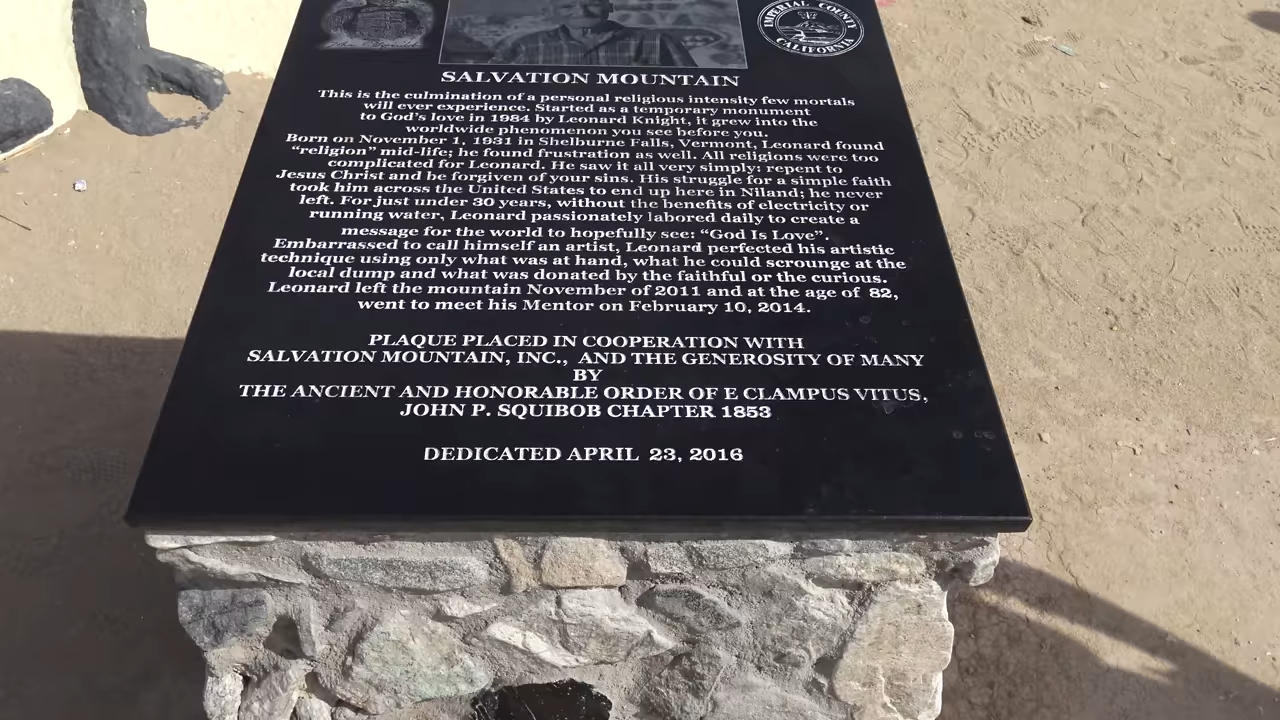 IMPERIAL COUNTY
CALIFORNIA
SALVATION MOUNTAIN
This is the culmination of a personal religious intensity few mortals
will ever experience. Started as a temporary monument
to God's love in 1984 by Leonard Knight, it grew into the
worldwide phenomenon you see before you.
Born on November 1, 1931 in Shelburne Falls, Vermont, Leonard found
"religion" mid-life; he found frustration as well. All religions were too
complicated for Leonard. He saw it all very simply: repent to
Jesus Christ and be forgiven of your sins. His struggle for a simple faith
took him across the United States to end up here in Niland; he never
left. For just under 30 years, without the benefits of electricity or
running water, Leonard passionately labored daily to create a
message for the world to hopefully see: "God Is Love".
Embarrassed to call himself an artist, Leonard perfected his artistic
technique using only what was at hand, what he could scrounge at the
local dump and what was donated by the faithful or the curious.
Leonard left the mountain November of 2011 and at the age of 82,
went to meet his Mentor on February 10, 2014.
PLAQUE PLACED IN COOPERATION WITH
SALVATION MOUNTAIN, INC., AND THE GENEROSITY OF MANY
BY
THE ANCIENT AND HONORABLE ORDER OF E CLAMPUS VITUS,
JOHN P. SQUIBOB CHAPTER 1853
DEDICATED APRIL 23, 2016